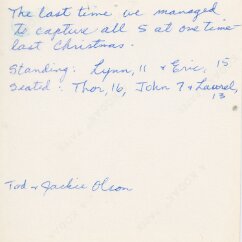 The last time we managed
to capture all 5 at one time
last Christmas.
Standing: Lynn, 11 & Eric, 15
Seated: Thor, 16, John 7 & Laurel,
13
Tod & Jackie Olson